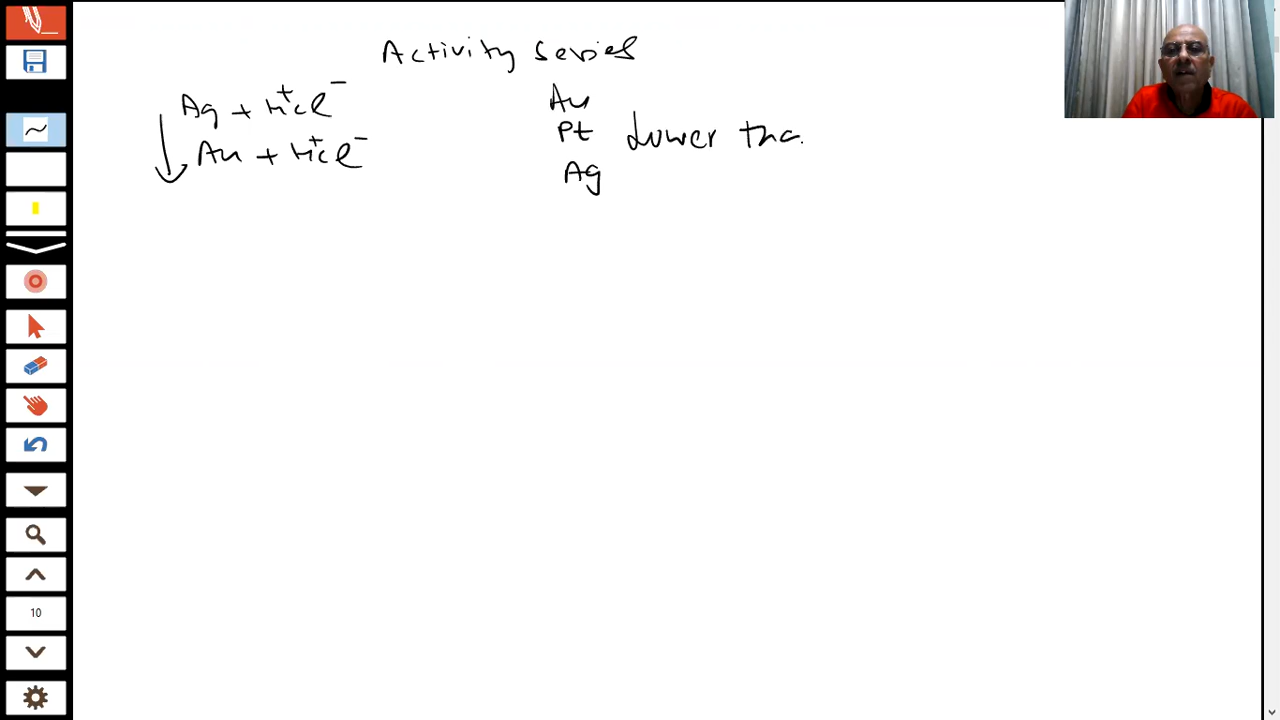 Activity series
Ag + H⁺Cl⁻
Au + H⁺Cl⁻
Au
Pt Lower tha
Ag
10